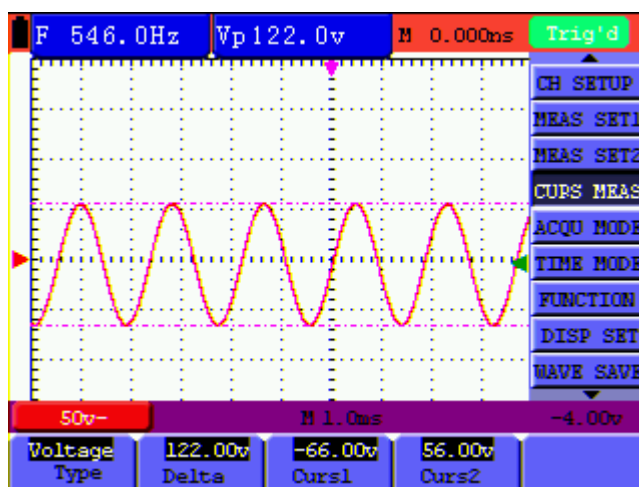 F 546.0Hz Vp122.0v M 0.000ns Trig'd
CH SETUP
MEAS SET1
MEAS SET2
CUPS MEAS
ACQU MODE
TIME MODE
FUNCTION
DISP SET
WAVE SAVE
50v~ M 1.0ms -4.00v
Voltage 122.00v -66.00v 56.00v
Type Delta Curs1 Curs2